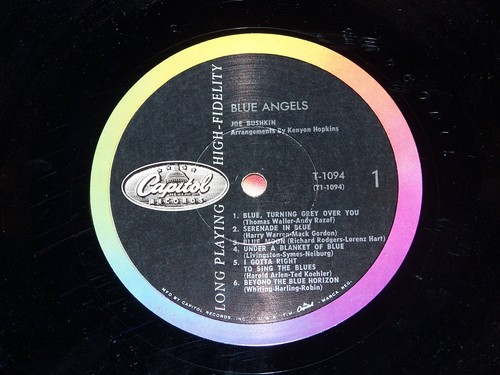 BLUE ANGELS
JOE BUSHKIN
Arrangements By Kenyon Hopkins
LONG PLAYING HIGH-FIDELITY
Capitol
RECORDS
T-1094
(T1-1094)
1
1. BLUE, TURNING GREY OVER YOU
(Thomas Waller-Andy Razaf)
2. SERENADE IN BLUE
(Harry Warren-Mack Gordon)
3. BLUE MOON (Richard Rodgers-Lorenz Hart)
4. UNDER A BLANKET OF BLUE
(Livingston-Symes-Neiburg)
5. I GOTTA RIGHT
TO SING THE BLUES
(Harold Arlen-Ted Koehler)
6. BEYOND THE BLUE HORIZON
(Whiting-Harling-Robin)
MFD BY CAPITOL RECORDS, INC., U.S.A. T.M. Capitol MARCA REG.